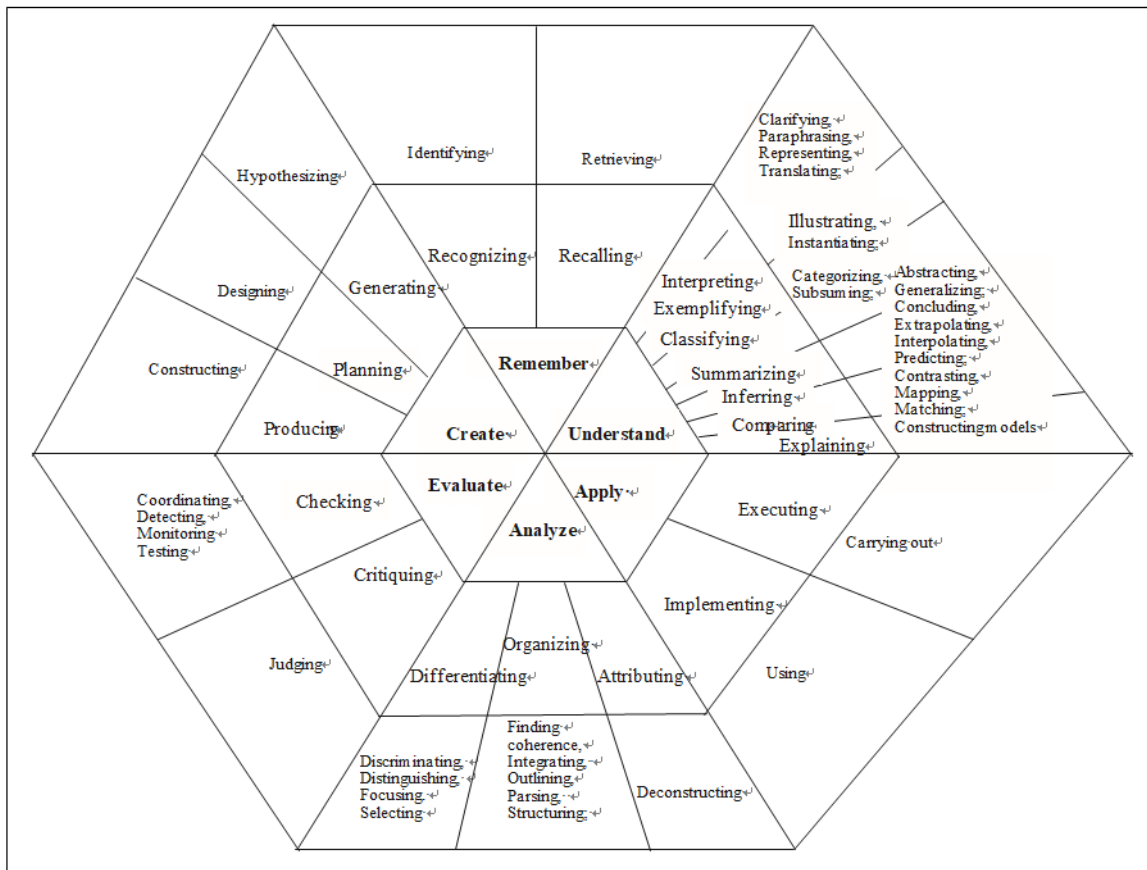 Clarifying,
Paraphrasing,
Representing,
Translating;
Identifying
Retrieving
Hypothesizing
Illustrating,
Instantiating;
Recognizing
Recalling
Interpreting
Categorizing,
Subsuming;
Abstracting,
Generalizing;
Concluding,
Extrapolating,
Interpolating,
Predicting;
Contrasting,
Mapping,
Matching;
Constructingmodels
Designing
Generating
Exemplifying
Classifying
Constructing
Planning
Remember
Summarizing
Inferring
Producing
Create
Understand
Comparing
Explaining
Coordinating,
Detecting,
Monitoring
Testing
Checking
Evaluate
Apply
Analyze
Executing
Carrying out
Critiquing
Implementing
Judging
Organizing
Differentiating
Attributing
Using
Discriminating,
Distinguishing,
Focusing.
Selecting
Finding
coherence,
Integrating,
Outlining,
Parsing,
Structuring;
Deconstructing